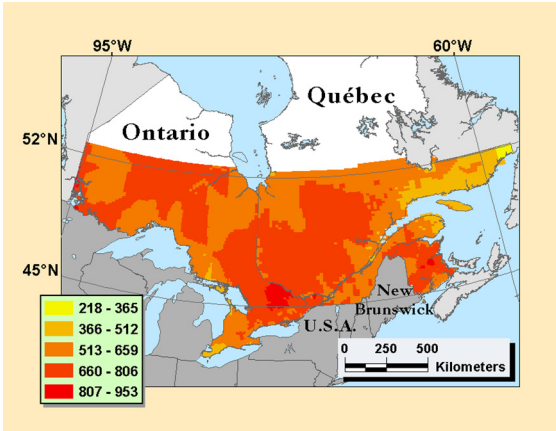 95°W
60°W
Québec
Ontario
52°N
45°N
New
Brunswick
U.S.A.
218 - 365
366 - 512
513 - 659
660 - 806
807 - 953
0 250 500
Kilometers